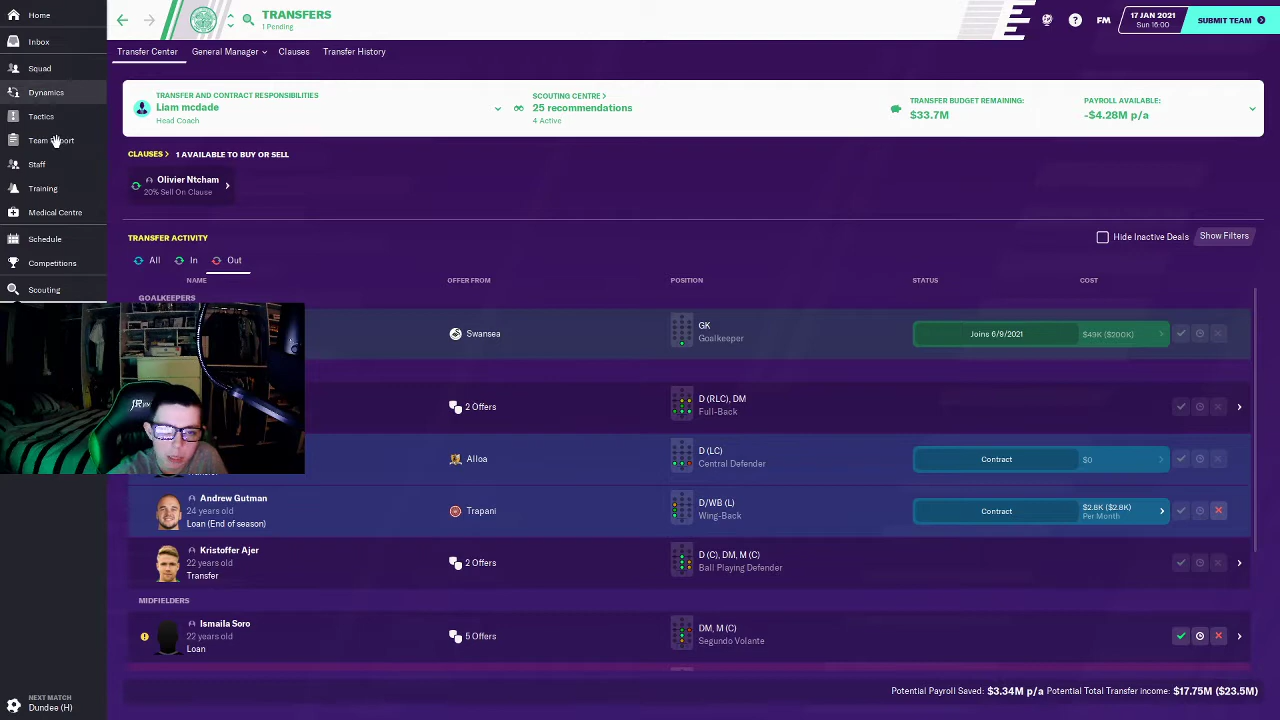 TRANSFERS
1 Pending
FM
17 JAN 2021
Sun 16:00
SUBMIT TEAM
Inbox
Squad
Dynamics
Tactics
Team
Staff
Training
Medical Centre
Schedule
Competitions
Scouting
NEXT MATCH
Dundee (H)
Transfer Center
General Manager
Clauses
Transfer History
TRANSFER AND CONTRACT RESPONSIBILITIES
Liam mcdade
Head Coach
SCOUTING CENTRE >
25 recommendations
4 Active
TRANSFER BUDGET REMAINING:
$33.7M
PAYROLL AVAILABLE:
-$4.28M p/a
CLAUSES > 1 AVAILABLE TO BUY OR SELL
Olivier Ntcham
20% Sell On Clause
TRANSFER ACTIVITY
Hide Inactive Deals
Show Filters
All
In
Out
NAME
OFFER FROM
POSITION
STATUS
COST
GOALKEEPERS
Swansea
GK
Goalkeeper
Joins 6/9/2021
$49K ($200K)
2 Offers
D (RLC), DM
Full-Back
Alloa
D (LC)
Central Defender
Contract
$0
Andrew Gutman
24 years old
Loan (End of season)
Trapani
D/WB (L)
Wing-Back
Contract
$2.8K ($2.8K)
Per Month
Kristoffer Ajer
22 years old
Transfer
2 Offers
D (C), DM, M (C)
Ball Playing Defender
MIDFIELDERS
Ismaila Soro
22 years old
Loan
5 Offers
DM, M (C)
Segundo Volante
Potential Payroll Saved: $3.34M p/a Potential Total Transfer income: $17.75M ($23.5M)